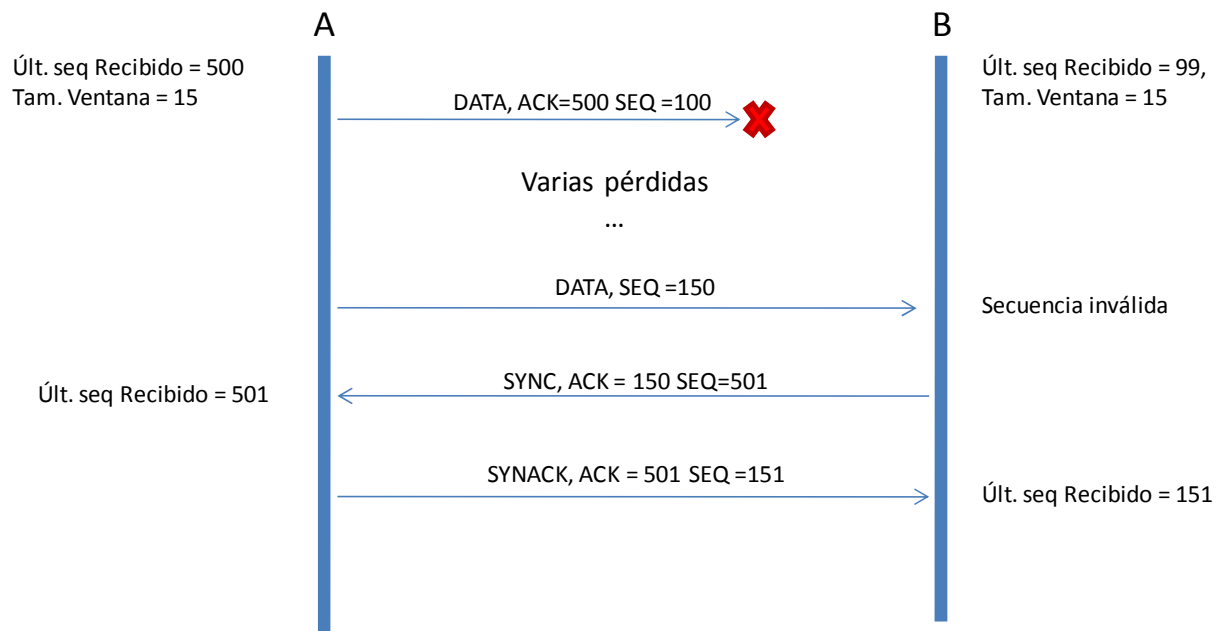 A
B
Últ. seq Recibido = 500
Tam. Ventana = 15
Últ. seq Recibido = 99,
Tam. Ventana = 15
DATA, ACK=500 SEQ =100
Varias pérdidas
...
DATA, SEQ =150
Secuencia inválida
SYNC, ACK = 150 SEQ=501
Últ. seq Recibido = 501
SYNACK, ACK = 501 SEQ =151
Últ. seq Recibido = 151